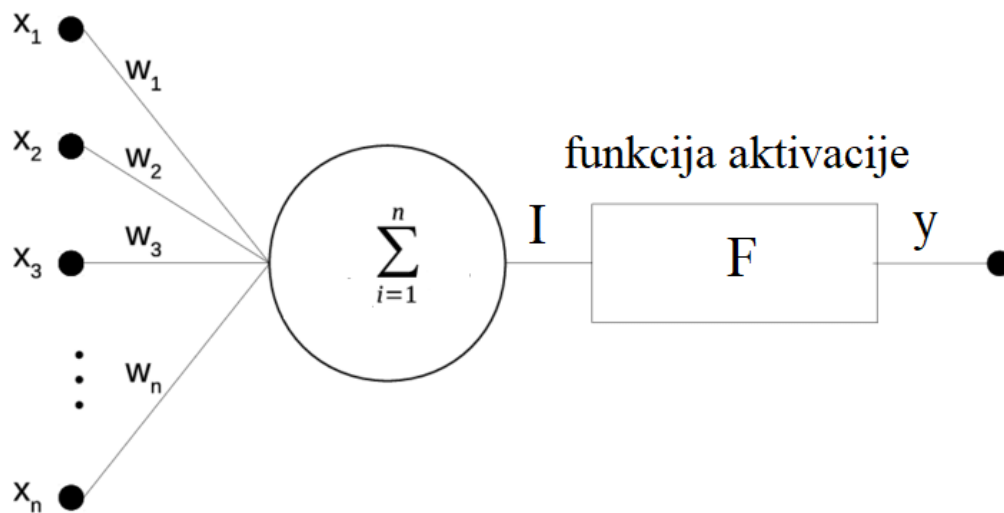 x₁
w₁
x₂
w₂
funkcija aktivacije
x₃
w₃
n
∑
i=1
I
F
y
⋮
wₙ
xₙ